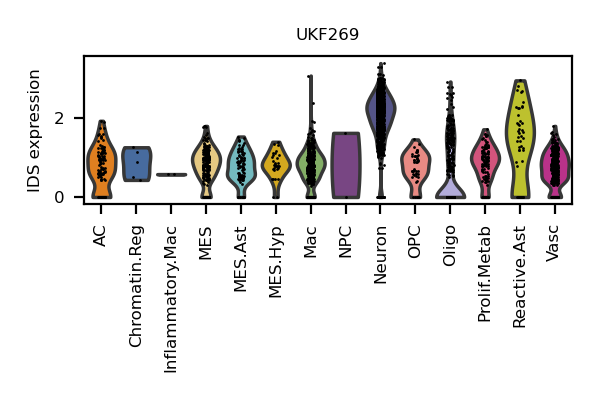 UKF269
IDS expression
2
0
AC
Chromatin.Reg
Inflammatory.Mac
MES
MES.Ast
MES.Hyp
Mac
NPC
Neuron
OPC
Oligo
Prolif.Metab
Reactive.Ast
Vasc